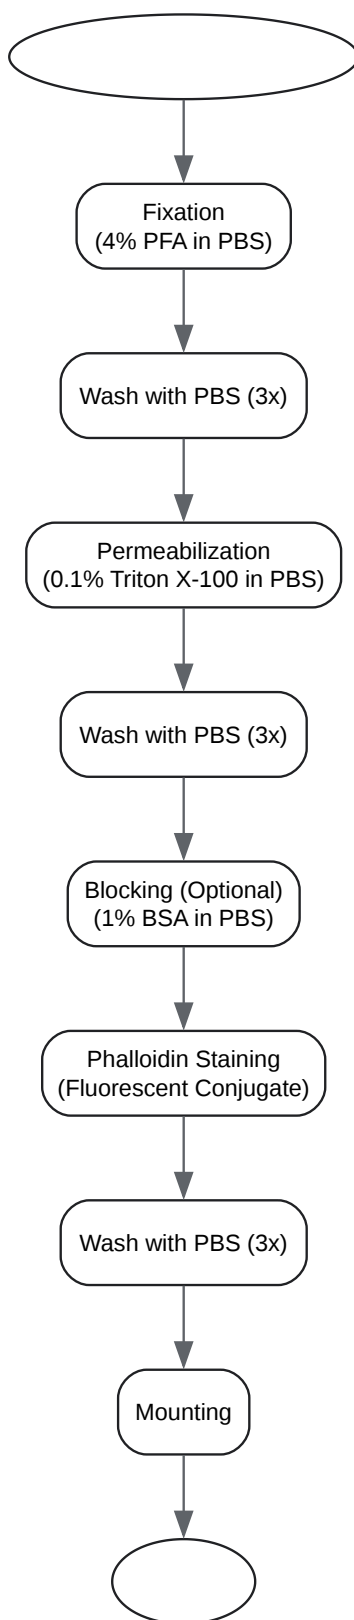 Fixation
(4% PFA in PBS)
Wash with PBS (3x)
Permeabilization
(0.1% Triton X-100 in PBS)
Wash with PBS (3x)
Blocking (Optional)
(1% BSA in PBS)
Phalloidin Staining
(Fluorescent Conjugate)
Wash with PBS (3x)
Mounting